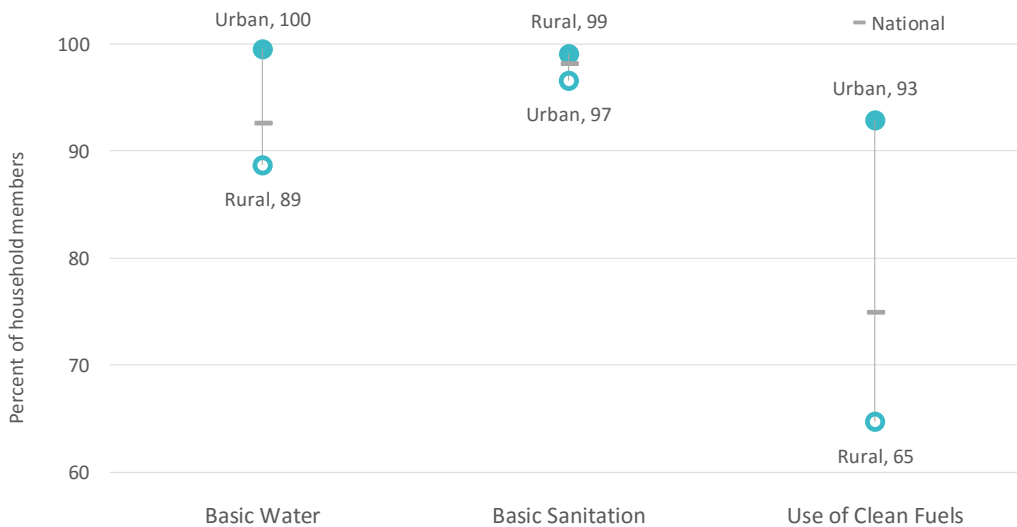 Urban, 100
Rural, 99
National
100
Urban, 93
Urban, 97
90
Rural, 89
80
70
Rural, 65
60
Percent of household members
Basic Water
Basic Sanitation
Use of Clean Fuels